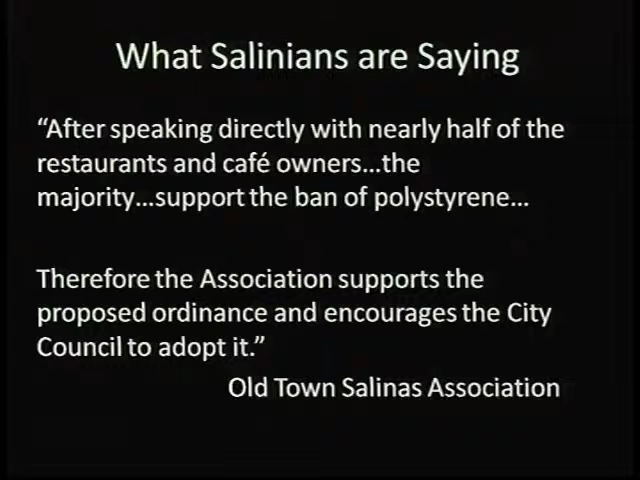 What Salinians are Saying
“After speaking directly with nearly half of the
restaurants and café owners…the
majority…support the ban of polystyrene…
Therefore the Association supports the
proposed ordinance and encourages the City
Council to adopt it.”
Old Town Salinas Association